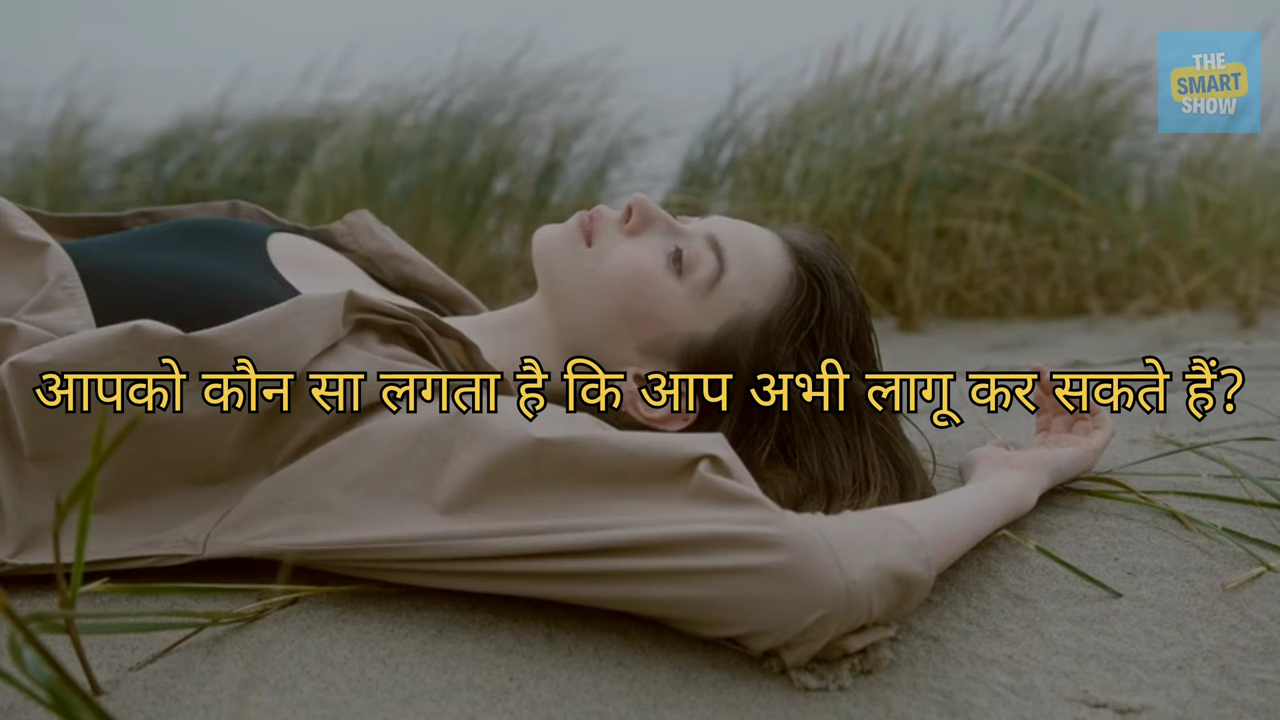 THE
SMART
SHOW
आपको कौन सा लगता है कि आप अभी लागू कर सकते हैं?